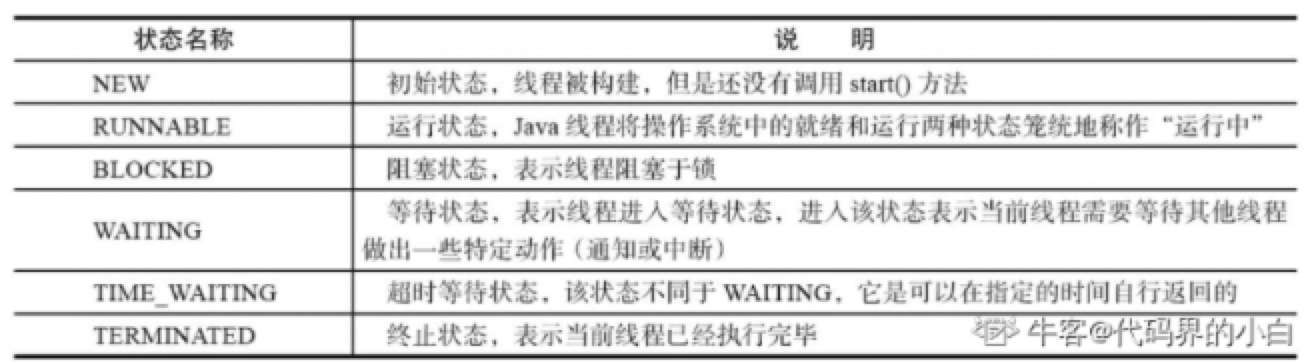 状态名称 说 明
NEW 初始状态，线程被构建，但是还没有调用 start() 方法
RUNNABLE 运行状态，Java 线程将操作系统中的就绪和运行两种状态笼统地称作“运行中”
BLOCKED 阻塞状态，表示线程阻塞于锁
等待状态，表示线程进入等待状态，进入该状态表示当前线程需要等待其他线程
WAITING
做出一些特定动作（通知或中断）
TIME_WAITING 超时等待状态，该状态不同于 WAITING，它是可以在指定的时间自行返回的
TERMINATED 终止状态，表示当前线程已经执行完毕
牛客@代码界的小白